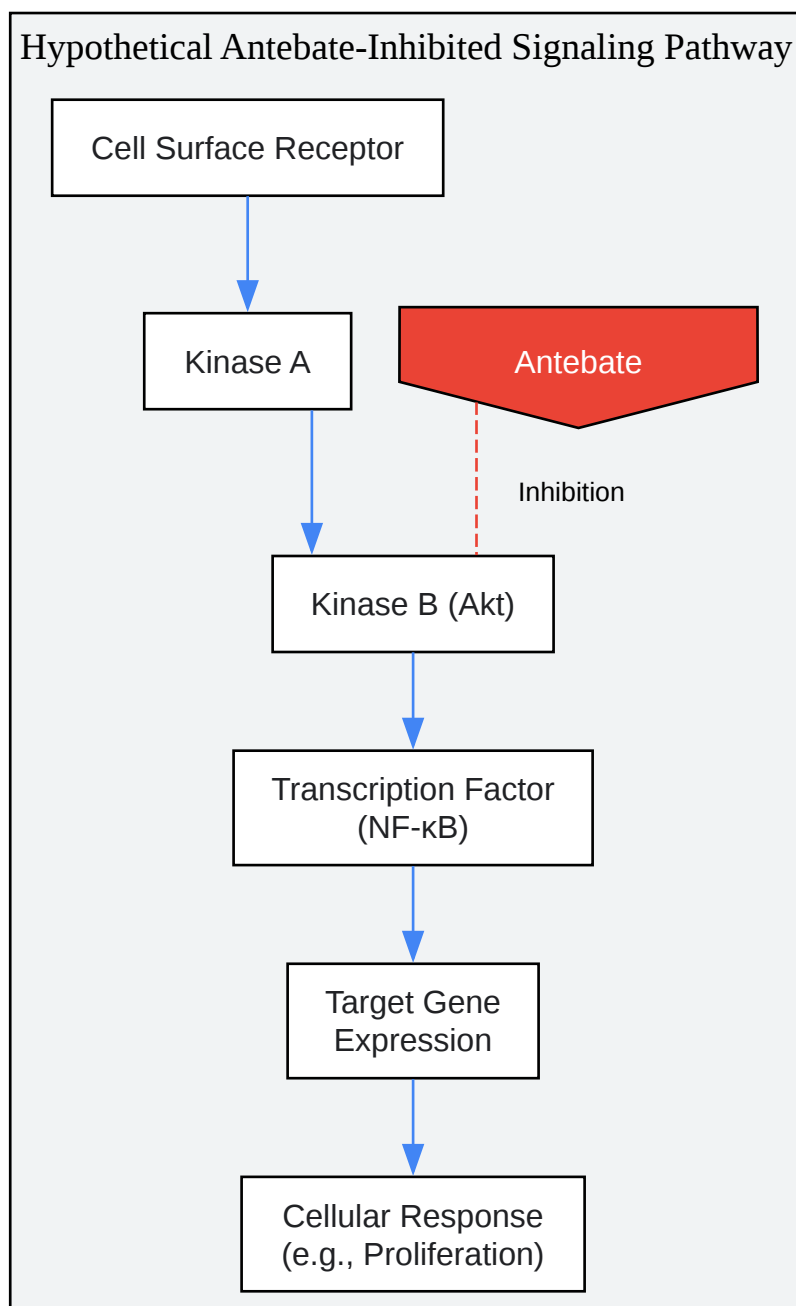 Hypothetical Antebate-Inhibited Signaling Pathway
Cell Surface Receptor
Kinase A
Antebate
Inhibition
Kinase B (Akt)
Transcription Factor
(NF-κB)
Target Gene
Expression
Cellular Response
(e.g., Proliferation)